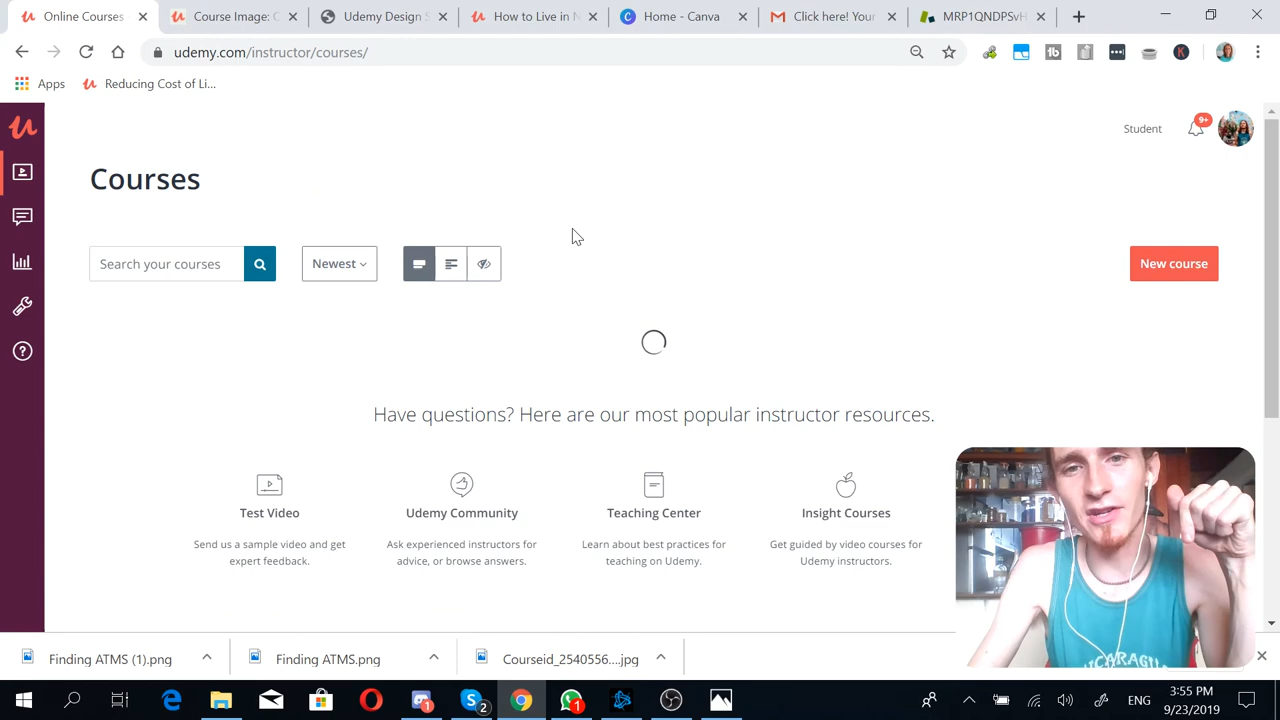 Online Courses -
Course Image: C
Udemy Design S
How to Live in N
Home - Canva
Click here! Your
MRP1QNDPSvH
udemy.com/instructor/courses/
Apps
Reducing Cost of Li...
Student
9+
Courses
Search your courses
Newest
New course
Have questions? Here are our most popular instructor resources.
Test Video
Send us a sample video and get
expert feedback.
Udemy Community
Ask experienced instructors for
advice, or browse answers.
Teaching Center
Learn about best practices for
teaching on Udemy.
Insight Courses
Get guided by video courses for
Udemy instructors.
NICARAGUA
Finding ATMS (1).png
Finding ATMS.png
Courseid_2540556....jpg
1
2
1
ENG
3:55 PM
9/23/2019